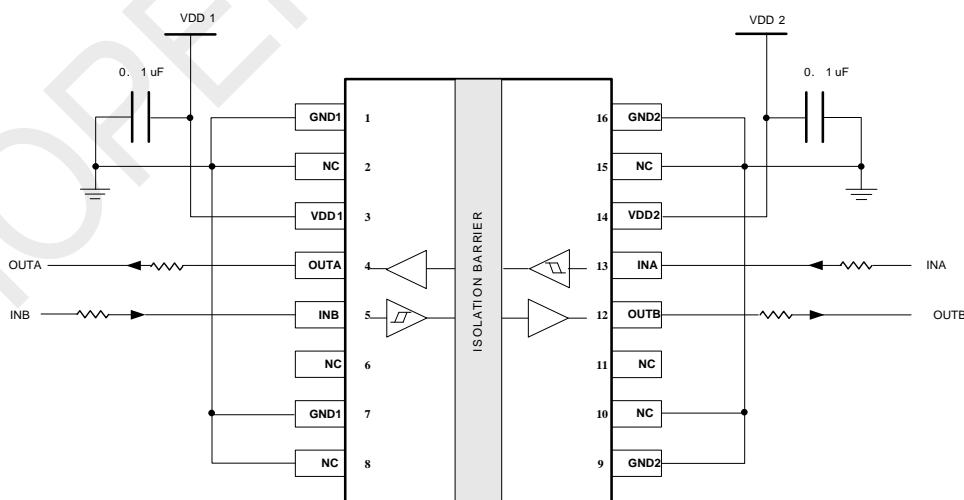 VDD 1
VDD 2
0. 1 uF
0. 1 uF
GND1 1 16 GND2
NC 2 15 NC
VDD1 3 14 VDD2
OUTA OUTA 4 13 INA INA
INB INB 5 12 OUTB OUTB
NC 6 11 NC
GND1 7 10 NC
NC 8 9 GND2
ISOLATION BARRIER